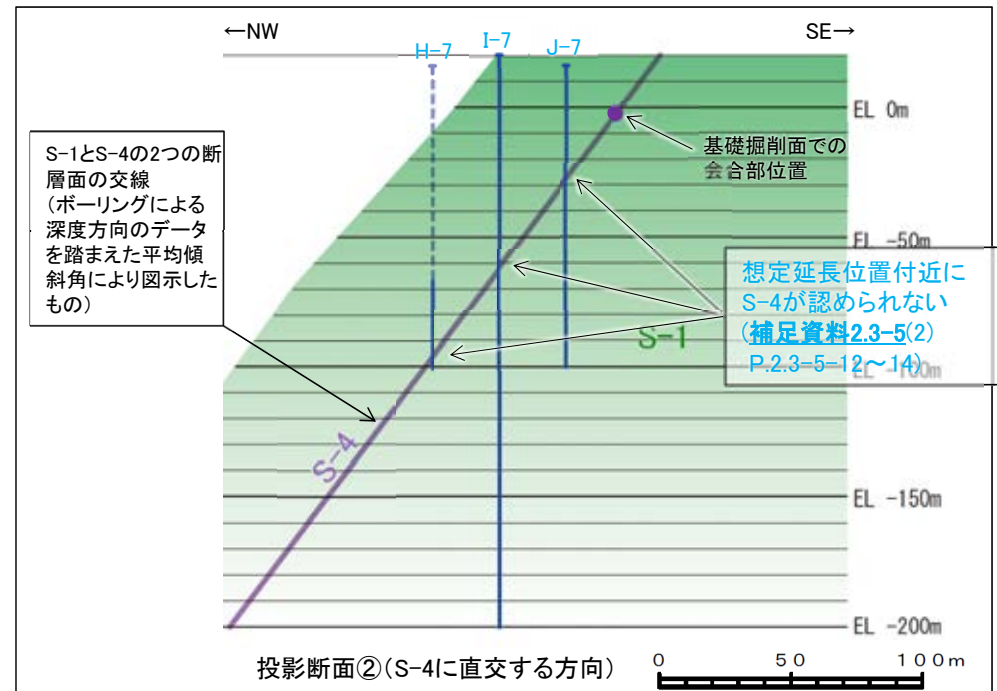 ←NW
SE→
H-7
I-7
J-7
EL 0m
S-1とS-4の2つの断
層面の交線
(ボーリングによる
深度方向のデータ
を踏まえた平均傾
斜角により図示した
もの)
基礎掘削面での
会合部位置
EL -50m
想定延長位置付近に
S-4が認められない
(補足資料2.3-5(2)
P.2.3-5-12~14)
S-1
EL -100m
S-4
EL -150m
EL -200m
投影断面②(S-4に直交する方向)
0 50 100m